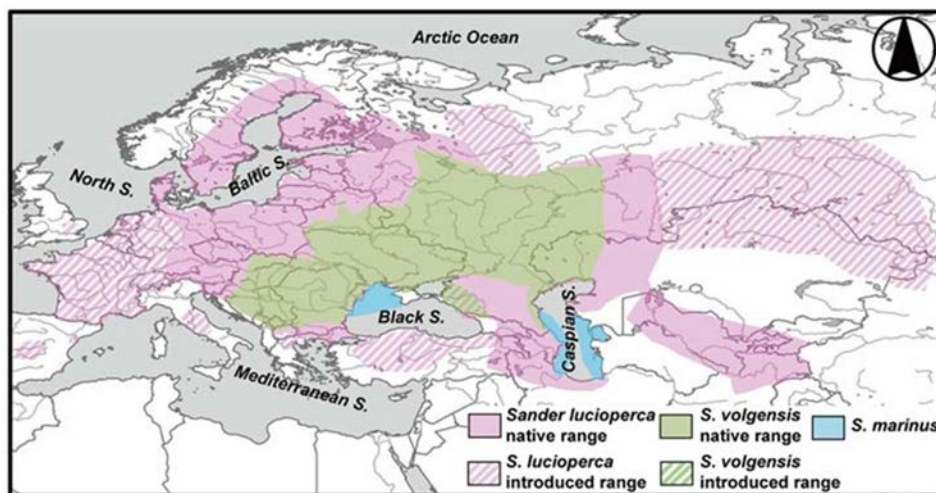 Arctic Ocean
North S.
Baltic S.
Black S.
Caspian S.
Mediterranean S.
Sander lucioperca
native range
S. volgensis
native range
S. marinus
S. lucioperca
introduced range
S. volgensis
introduced range